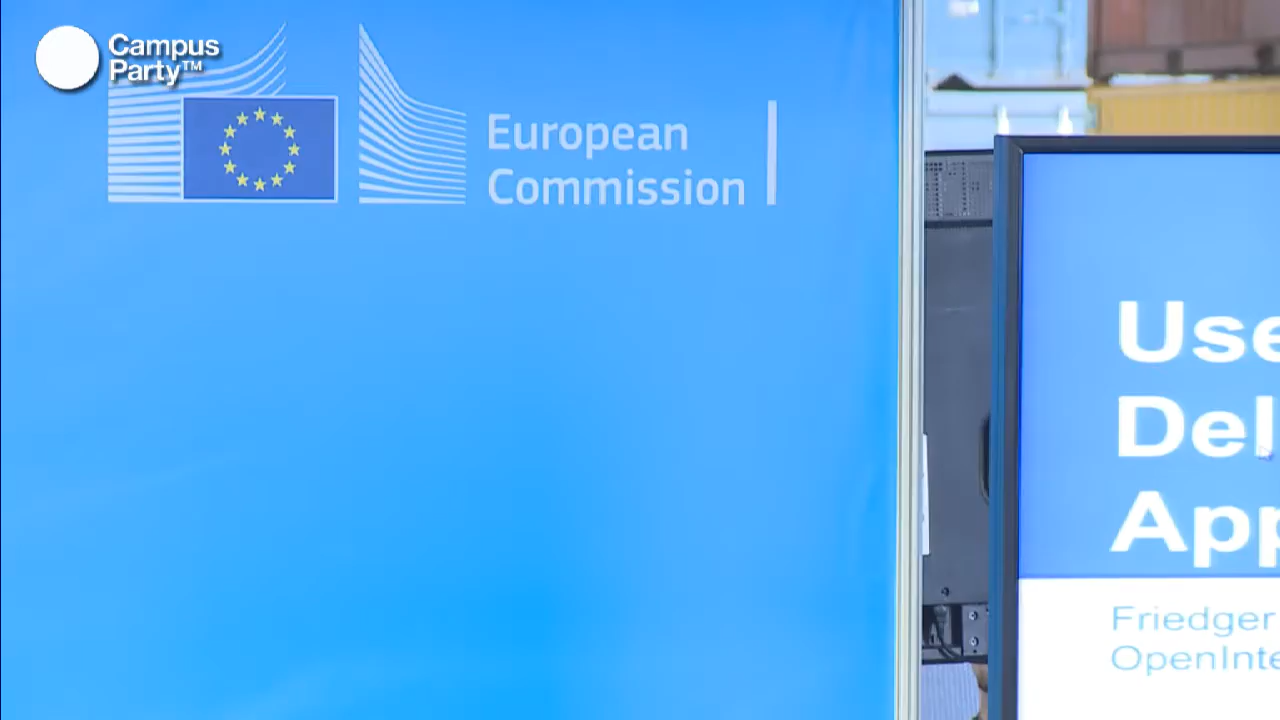 Campus
Party™
European
Commission
Use
Del
App
Friedger
OpenInte